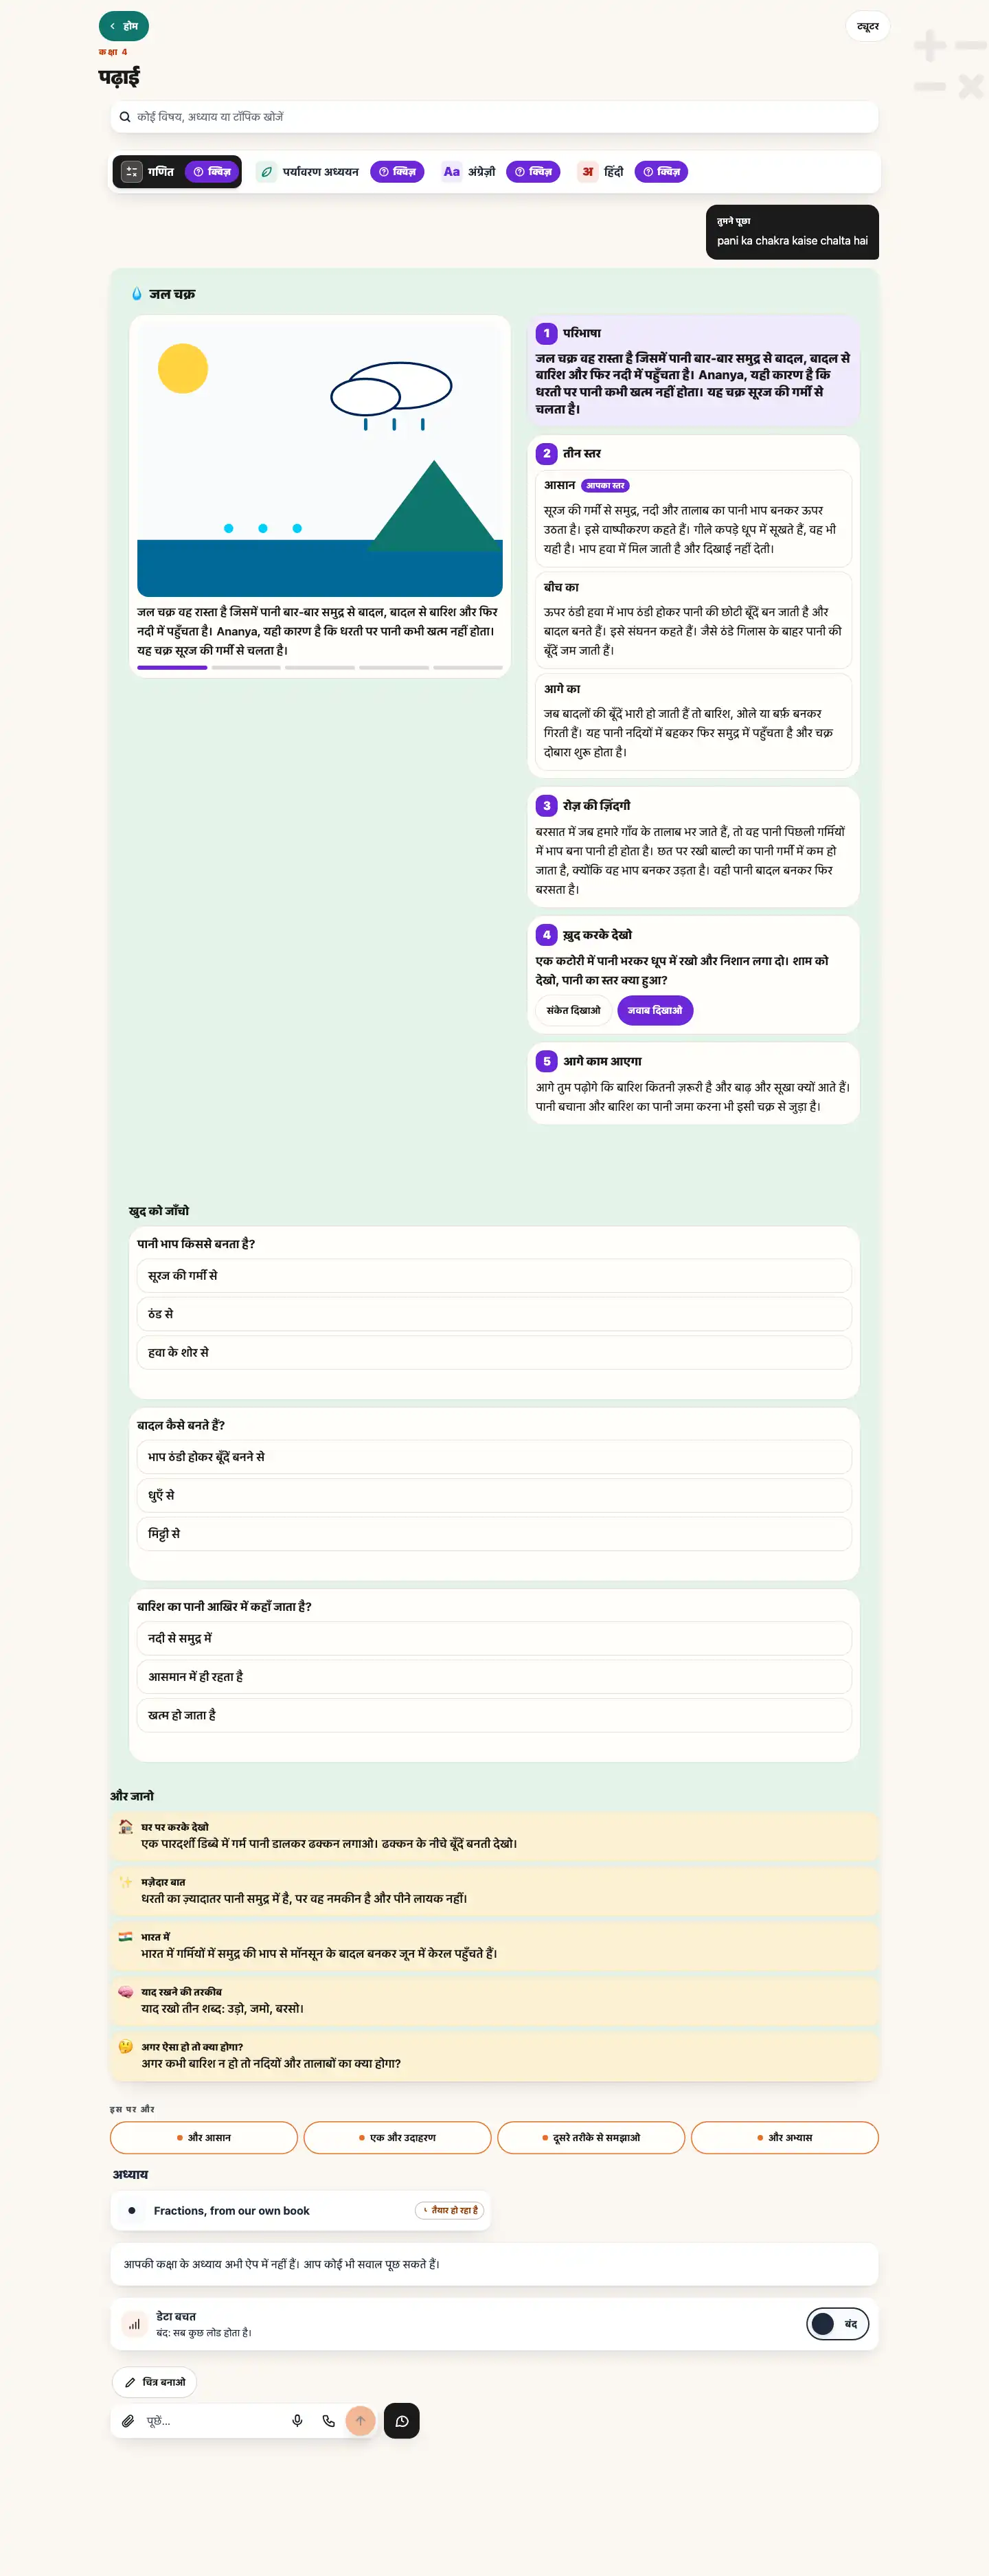 होम
ट्यूटर
कक्षा 4
पढ़ाई
कोई विषय, अध्याय या टॉपिक खोजें
गणित
क्विज़
पर्यावरण अध्ययन
क्विज़
Aa
अंग्रेज़ी
क्विज़
अ
हिंदी
क्विज़
तुमने पूछा
pani ka chakra kaise chalta hai
जल चक्र
जल चक्र वह रास्ता है जिसमें पानी बार-बार समुद्र से बादल, बादल से बारिश और फिर
नदी में पहुँचता है। Ananya, यही कारण है कि धरती पर पानी कभी खत्म नहीं होता।
यह चक्र सूरज की गर्मी से चलता है।
1 परिभाषा
जल चक्र वह रास्ता है जिसमें पानी बार-बार समुद्र से बादल, बादल से
बारिश और फिर नदी में पहुँचता है। Ananya, यही कारण है कि
धरती पर पानी कभी खत्म नहीं होता। यह चक्र सूरज की गर्मी से
चलता है।
2 तीन स्तर
आसान
आपका स्तर
सूरज की गर्मी से समुद्र, नदी और तालाब का पानी भाप बनकर ऊपर
उठता है। इसे वाष्पीकरण कहते हैं। गीले कपड़े धूप में सूखते हैं, वह भी
यही है। भाप हवा में मिल जाती है और दिखाई नहीं देती।
बीच का
ऊपर ठंडी हवा में भाप ठंडी होकर पानी की छोटी बूँदें बन जाती है और
बादल बनते हैं। इसे संघनन कहते हैं। जैसे ठंडे गिलास के बाहर पानी की
बूँदें जम जाती हैं।
आगे का
जब बादलों की बूँदें भारी हो जाती हैं तो बारिश, ओले या बर्फ़ बनकर
गिरती हैं। यह पानी नदियों में बहकर फिर समुद्र में पहुँचता है और चक्र
दोबारा शुरू होता है।
3 रोज़ की ज़िंदगी
बरसात में जब हमारे गाँव के तालाब भर जाते हैं, तो वह पानी पिछली गर्मियों
में भाप बना पानी ही होता है। छत पर रखी बाल्टी का पानी गर्मी में कम हो
जाता है, क्योंकि वह भाप बनकर उड़ता है। वही पानी बादल बनकर फिर
बरसता है।
4 ख़ुद करके देखो
एक कटोरी में पानी भरकर धूप में रखो और निशान लगा दो। शाम को
देखो, पानी का स्तर क्या हुआ?
संकेत दिखाओ
जवाब दिखाओ
5 आगे काम आएगा
आगे तुम पढ़ोगे कि बारिश कितनी ज़रूरी है और बाढ़ और सूखा क्यों आते हैं।
पानी बचाना और बारिश का पानी जमा करना भी इसी चक्र से जुड़ा है।
खुद को जाँचो
पानी भाप किससे बनता है?
सूरज की गर्मी से
ठंड से
हवा के शोर से
बादल कैसे बनते हैं?
भाप ठंडी होकर बूँदें बनने से
धुएँ से
मिट्टी से
बारिश का पानी आखिर में कहाँ जाता है?
नदी से समुद्र में
आसमान में ही रहता है
खत्म हो जाता है
और जानो
घर पर करके देखो
एक पारदर्शी डिब्बे में गर्म पानी डालकर ढक्कन लगाओ। ढक्कन के नीचे बूँदें बनती देखो।
मज़ेदार बात
धरती का ज़्यादातर पानी समुद्र में है, पर वह नमकीन है और पीने लायक नहीं।
भारत में
भारत में गर्मियों में समुद्र की भाप से मॉनसून के बादल बनकर जून में केरल पहुँचते हैं।
याद रखने की तरकीब
याद रखो तीन शब्द: उड़ो, जमो, बरसो।
अगर ऐसा हो तो क्या होगा?
अगर कभी बारिश न हो तो नदियों और तालाबों का क्या होगा?
इस पर और
और आसान
एक और उदाहरण
दूसरे तरीके से समझाओ
और अभ्यास
अध्याय
Fractions, from our own book
तैयार हो रहा है
आपकी कक्षा के अध्याय अभी ऐप में नहीं हैं। आप कोई भी सवाल पूछ सकते हैं।
डेटा बचत
बंद: सब कुछ लोड होता है।
बंद
चित्र बनाओ
पूछें...